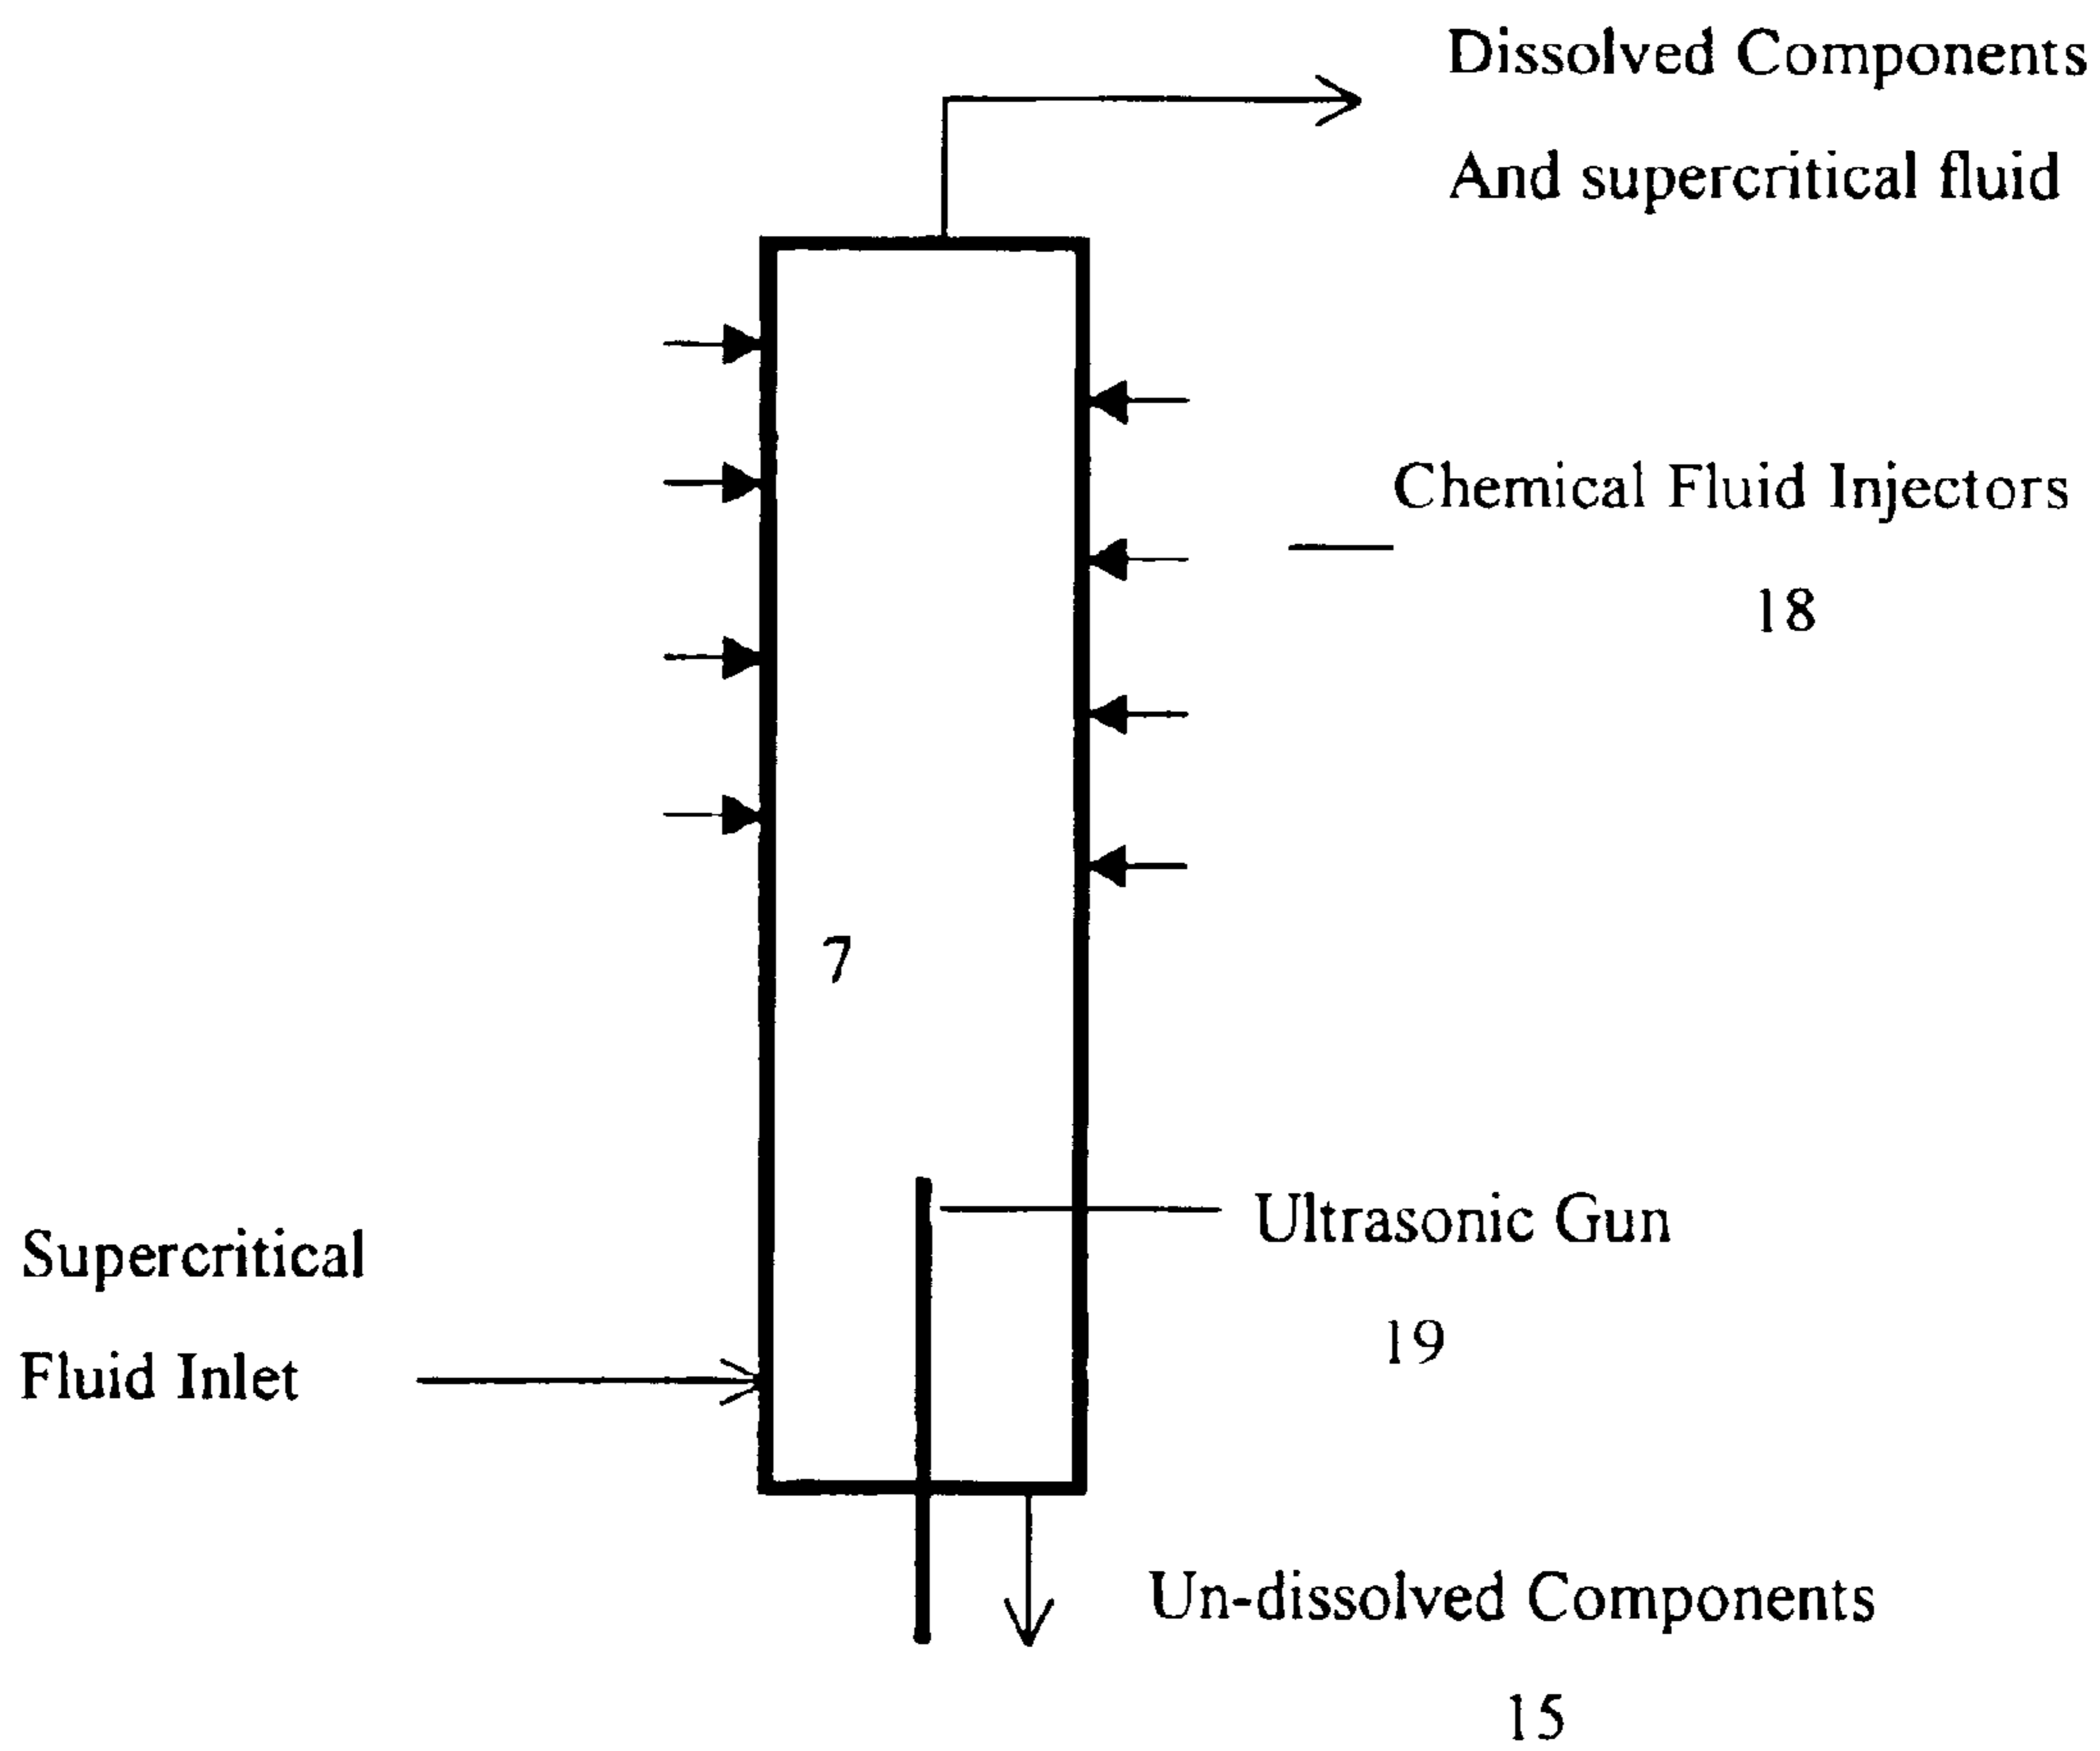 Dissolved Components
And supercritical fluid
Chemical Fluid Injectors
18
7
Ultrasonic Gun
19
Supercritical
Fluid Inlet
Un-dissolved Components
15